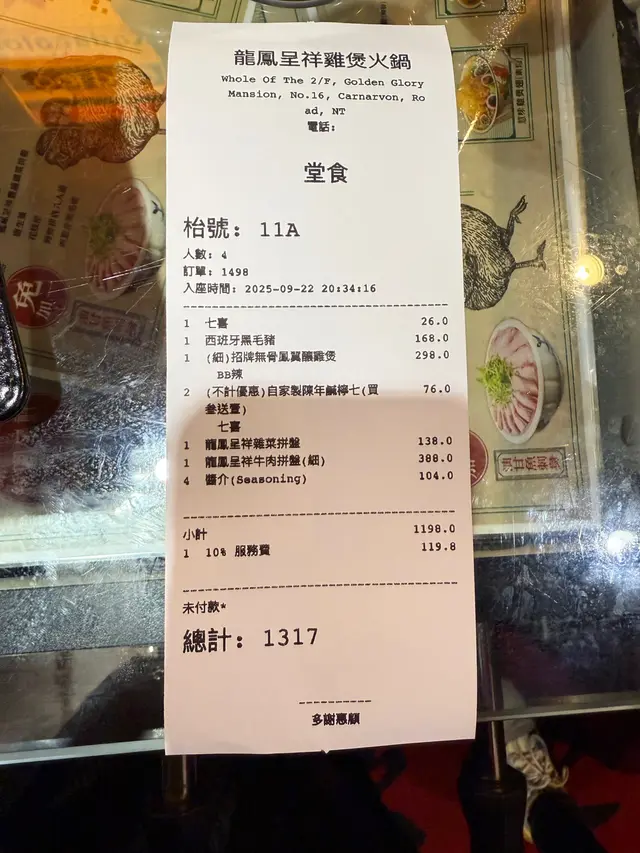 龍鳳呈祥雞煲火鍋
Whole Of The 2/F, Golden Glory
Mansion, No.16, Carnarvon, Ro
ad, NT
電話:
堂食
枱號: 11A
人數: 4
訂單: 1498
入座時間: 2025-09-22 20:34:16
1 七喜 26.0
1 西班牙黑毛豬 168.0
1 (細)招牌無骨鳳翼釀雞煲 298.0
BB辣
2 (不計優惠)自家製陳年鹹檸七(買 76.0
叁送壹)
七喜
1 龍鳳呈祥雜菜拼盤 138.0
1 龍鳳呈祥牛肉拼盤(細) 388.0
4 醬介(Seasoning) 104.0
小計 1198.0
1 10% 服務費 119.8
未付款*
總計: 1317
多謝惠顧
免